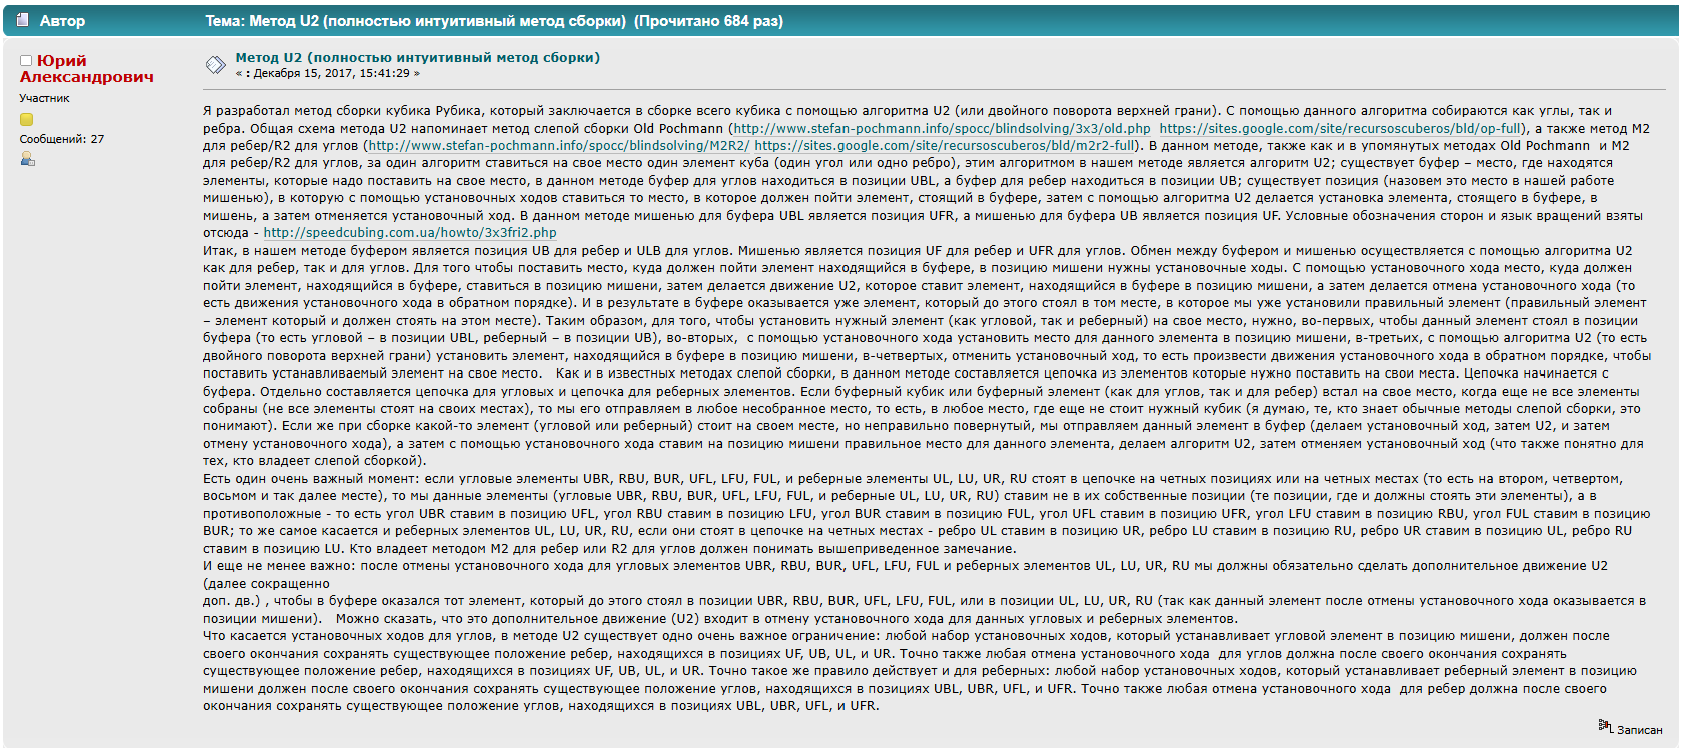 Автор
Тема: Метод U2 (полностью интуитивный метод сборки)  (Прочитано 684 раз)
Юрий
Александрович
Участник
Сообщений: 27
Метод U2 (полностью интуитивный метод сборки)
« : Декабря 15, 2017, 15:41:29 »
Я разработал метод сборки кубика Рубика, который заключается в сборке всего кубика с помощью алгоритма U2 (или двойного поворота верхней грани). С помощью данного алгоритма собираются как углы, так и
ребра. Общая схема метода U2 напоминает метод слепой сборки Old Pochmann (http://www.stefan-pochmann.info/spocc/blindsolving/3x3/old.php  https://sites.google.com/site/recursoscuberos/bld/op-full), а также метод M2
для ребер/R2 для углов (http://www.stefan-pochmann.info/spocc/blindsolving/M2R2/ https://sites.google.com/site/recursoscuberos/bld/m2r2-full). В данном методе, также как и в упомянутых методах Old Pochmann  и M2
для ребер/R2 для углов, за один алгоритм ставиться на свое место один элемент куба (один угол или одно ребро), этим алгоритмом в нашем методе является алгоритм U2; существует буфер – место, где находятся
элементы, которые надо поставить на свое место, в данном методе буфер для углов находиться в позиции UBL, а буфер для ребер находиться в позиции UB; существует позиция (назовем это место в нашей работе
мишенью), в которую с помощью установочных ходов ставиться то место, в которое должен пойти элемент, стоящий в буфере, затем с помощью алгоритма U2 делается установка элемента, стоящего в буфере, в
мишень, а затем отменяется установочный ход. В данном методе мишенью для буфера UBL является позиция UFR, а мишенью для буфера UB является позиция UF. Условные обозначения сторон и язык вращений взяты
отсюда - http://speedcubing.com.ua/howto/3x3fri2.php
Итак, в нашем методе буфером является позиция UB для ребер и ULB для углов. Мишенью является позиция UF для ребер и UFR для углов. Обмен между буфером и мишенью осуществляется с помощью алгоритма U2
как для ребер, так и для углов. Для того чтобы поставить место, куда должен пойти элемент находящийся в буфере, в позицию мишени нужны установочные ходы. С помощью установочного хода место, куда должен
пойти элемент, находящийся в буфере, ставиться в позицию мишени, затем делается движение U2, которое ставит элемент, находящийся в буфере в позицию мишени, а затем делается отмена установочного хода (то
есть движения установочного хода в обратном порядке). И в результате в буфере оказывается уже элемент, который до этого стоял в том месте, в которое мы уже установили правильный элемент (правильный элемент
– элемент который и должен стоять на этом месте). Таким образом, для того, чтобы установить нужный элемент (как угловой, так и реберный) на свое место, нужно, во-первых, чтобы данный элемент стоял в позиции
буфера (то есть угловой – в позиции UBL, реберный – в позиции UB), во-вторых,  с помощью установочного хода установить место для данного элемента в позицию мишени, в-третьих, с помощью алгоритма U2 (то есть
двойного поворота верхней грани) установить элемент, находящийся в буфере в позицию мишени, в-четвертых, отменить установочный ход, то есть произвести движения установочного хода в обратном порядке, чтобы
поставить устанавливаемый элемент на свое место.   Как и в известных методах слепой сборки, в данном методе составляется цепочка из элементов которые нужно поставить на свои места. Цепочка начинается с
буфера. Отдельно составляется цепочка для угловых и цепочка для реберных элементов. Если буферный кубик или буферный элемент (как для углов, так и для ребер) встал на свое место, когда еще не все элементы
собраны (не все элементы стоят на своих местах), то мы его отправляем в любое несобранное место, то есть, в любое место, где еще не стоит нужный кубик (я думаю, те, кто знает обычные методы слепой сборки, это
понимают). Если же при сборке какой-то элемент (угловой или реберный) стоит на своем месте, но неправильно повернутый, мы отправляем данный элемент в буфер (делаем установочный ход, затем U2, и затем
отмену установочного хода), а затем с помощью установочного хода ставим на позицию мишени правильное место для данного элемента, делаем алгоритм U2, затем отменяем установочный ход (что также понятно для
тех, кто владеет слепой сборкой).
Есть один очень важный момент: если угловые элементы UBR, RBU, BUR, UFL, LFU, FUL, и реберные элементы UL, LU, UR, RU стоят в цепочке на четных позициях или на четных местах (то есть на втором, четвертом,
восьмом и так далее месте), то мы данные элементы (угловые UBR, RBU, BUR, UFL, LFU, FUL, и реберные UL, LU, UR, RU) ставим не в их собственные позиции (те позиции, где и должны стоять эти элементы), а в
противоположные - то есть угол UBR ставим в позицию UFL, угол RBU ставим в позицию LFU, угол BUR ставим в позицию FUL, угол UFL ставим в позицию UFR, угол LFU ставим в позицию RBU, угол FUL ставим в позицию
BUR; то же самое касается и реберных элементов UL, LU, UR, RU, если они стоят в цепочке на четных местах - ребро UL ставим в позицию UR, ребро LU ставим в позицию RU, ребро UR ставим в позицию UL, ребро RU
ставим в позицию LU. Кто владеет методом M2 для ребер или R2 для углов должен понимать вышеприведенное замечание.
И еще не менее важно: после отмены установочного хода для угловых элементов UBR, RBU, BUR, UFL, LFU, FUL и реберных элементов UL, LU, UR, RU мы должны обязательно сделать дополнительное движение U2
(далее сокращенно
доп. дв.) , чтобы в буфере оказался тот элемент, который до этого стоял в позиции UBR, RBU, BUR, UFL, LFU, FUL, или в позиции UL, LU, UR, RU (так как данный элемент после отмены установочного хода оказывается в
позиции мишени).   Можно сказать, что это дополнительное движение (U2) входит в отмену установочного хода для данных угловых и реберных элементов.
Что касается установочных ходов для углов, в методе U2 существует одно очень важное ограничение: любой набор установочных ходов, который устанавливает угловой элемент в позицию мишени, должен после
своего окончания сохранять существующее положение ребер, находящихся в позициях UF, UB, UL, и UR. Точно также любая отмена установочного хода  для углов должна после своего окончания сохранять
существующее положение ребер, находящихся в позициях UF, UB, UL, и UR. Точно такое же правило действует и для реберных: любой набор установочных ходов, который устанавливает реберный элемент в позицию
мишени должен после своего окончания сохранять существующее положение углов, находящихся в позициях UBL, UBR, UFL, и UFR. Точно также любая отмена установочного хода  для ребер должна после своего
окончания сохранять существующее положение углов, находящихся в позициях UBL, UBR, UFL, и UFR.
Записан